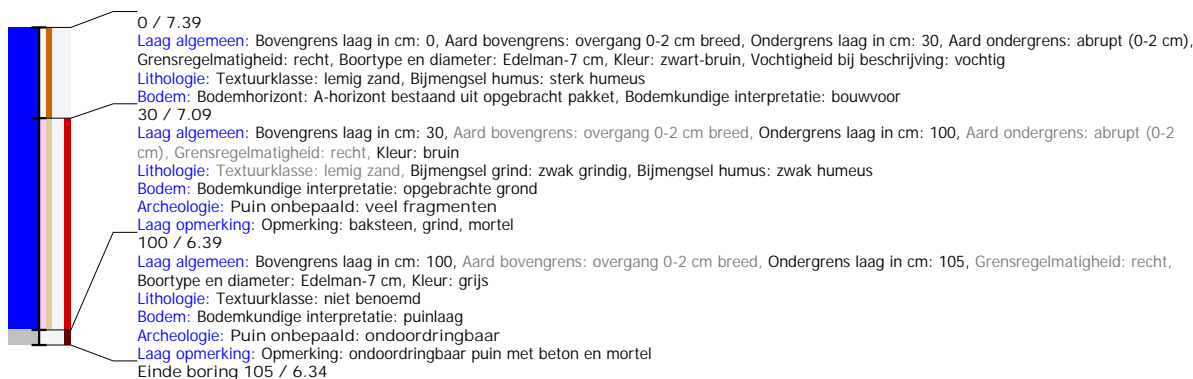 0 / 7.39
Laag algemeen: Bovengrens laag in cm: 0, Aard bovengrens: overgang 0-2 cm breed, Ondergrens laag in cm: 30, Aard ondergrens: abrupt (0-2 cm),
Grensregelmatigheid: recht, Boortype en diameter: Edelman-7 cm, Kleur: zwart-bruin, Vochtigheid bij beschrijving: vochtig
Lithologie: Textuurklasse: lemig zand, Bijmengsel humus: sterk humeus
Bodem: Bodemhorizont: A-horizont bestaand uit opgebracht pakket, Bodemkundige interpretatie: bouwvoor
30 / 7.09
Laag algemeen: Bovengrens laag in cm: 30, Aard bovengrens: overgang 0-2 cm breed, Ondergrens laag in cm: 100, Aard ondergrens: abrupt (0-2
cm), Grensregelmatigheid: recht, Kleur: bruin
Lithologie: Textuurklasse: lemig zand, Bijmengsel grind: zwak grindig, Bijmengsel humus: zwak humeus
Bodem: Bodemkundige interpretatie: opgebrachte grond
Archeologie: Puin onbepaald: veel fragmenten
Laag opmerking: Opmerking: baksteen, grind, mortel
100 / 6.39
Laag algemeen: Bovengrens laag in cm: 100, Aard bovengrens: overgang 0-2 cm breed, Ondergrens laag in cm: 105, Grensregelmatigheid: recht,
Boortype en diameter: Edelman-7 cm, Kleur: grijs
Lithologie: Textuurklasse: niet benoemd
Bodem: Bodemkundige interpretatie: puinlaag
Archeologie: Puin onbepaald: ondoordringbaar
Laag opmerking: Opmerking: ondoordringbaar puin met beton en mortel
Einde boring 105 / 6.34